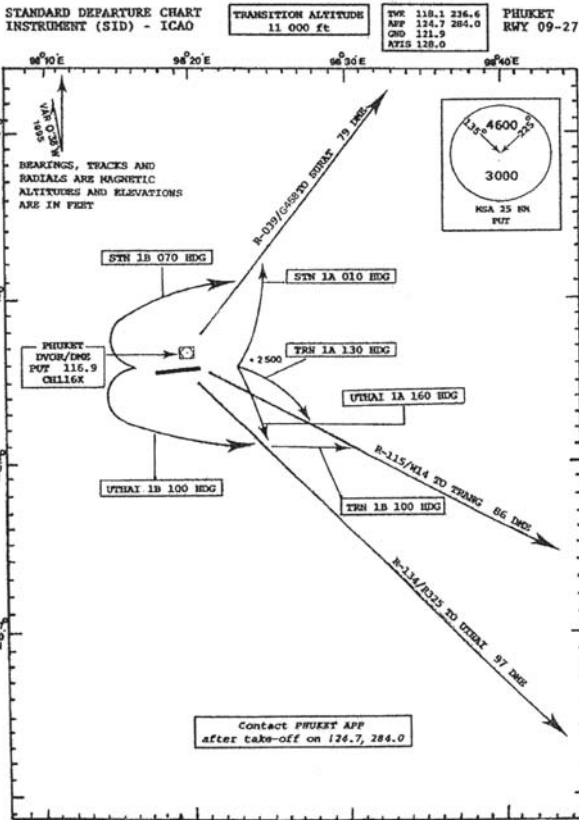 STANDARD DEPARTURE CHART
INSTRUMENT (SID) - ICAO
TRANSITION ALTITUDE
11 000 ft
TWR 118.1 236.6
APP 124.7 284.0
GND 121.9
ATIS 128.0
PHUKET
RWY 09-27
98°10'E
98°20'E
98°30'E
98°40'E
VAR 0°38'W
1995
BEARINGS, TRACKS AND
RADIALS ARE MAGNETIC
ALTITUDES AND ELEVATIONS
ARE IN FEET
4600
135°
225°
3000
MSA 25 NM
PUT
R-039/G458 TO SURAT 79 DME
STN 1B 070 HDG
STN 1A 010 HDG
PHUKET
DVOR/DME
PUT 116.9
CH116X
2500
TRN 1A 130 HDG
UTHAI 1A 160 HDG
R-115/W14 TO TRANG 86 DME
UTHAI 1B 100 HDG
TRN 1B 100 HDG
R-134/R325 TO UTHAI 97 DME
Contact PHUKET APP
after take-off on 124.7, 284.0